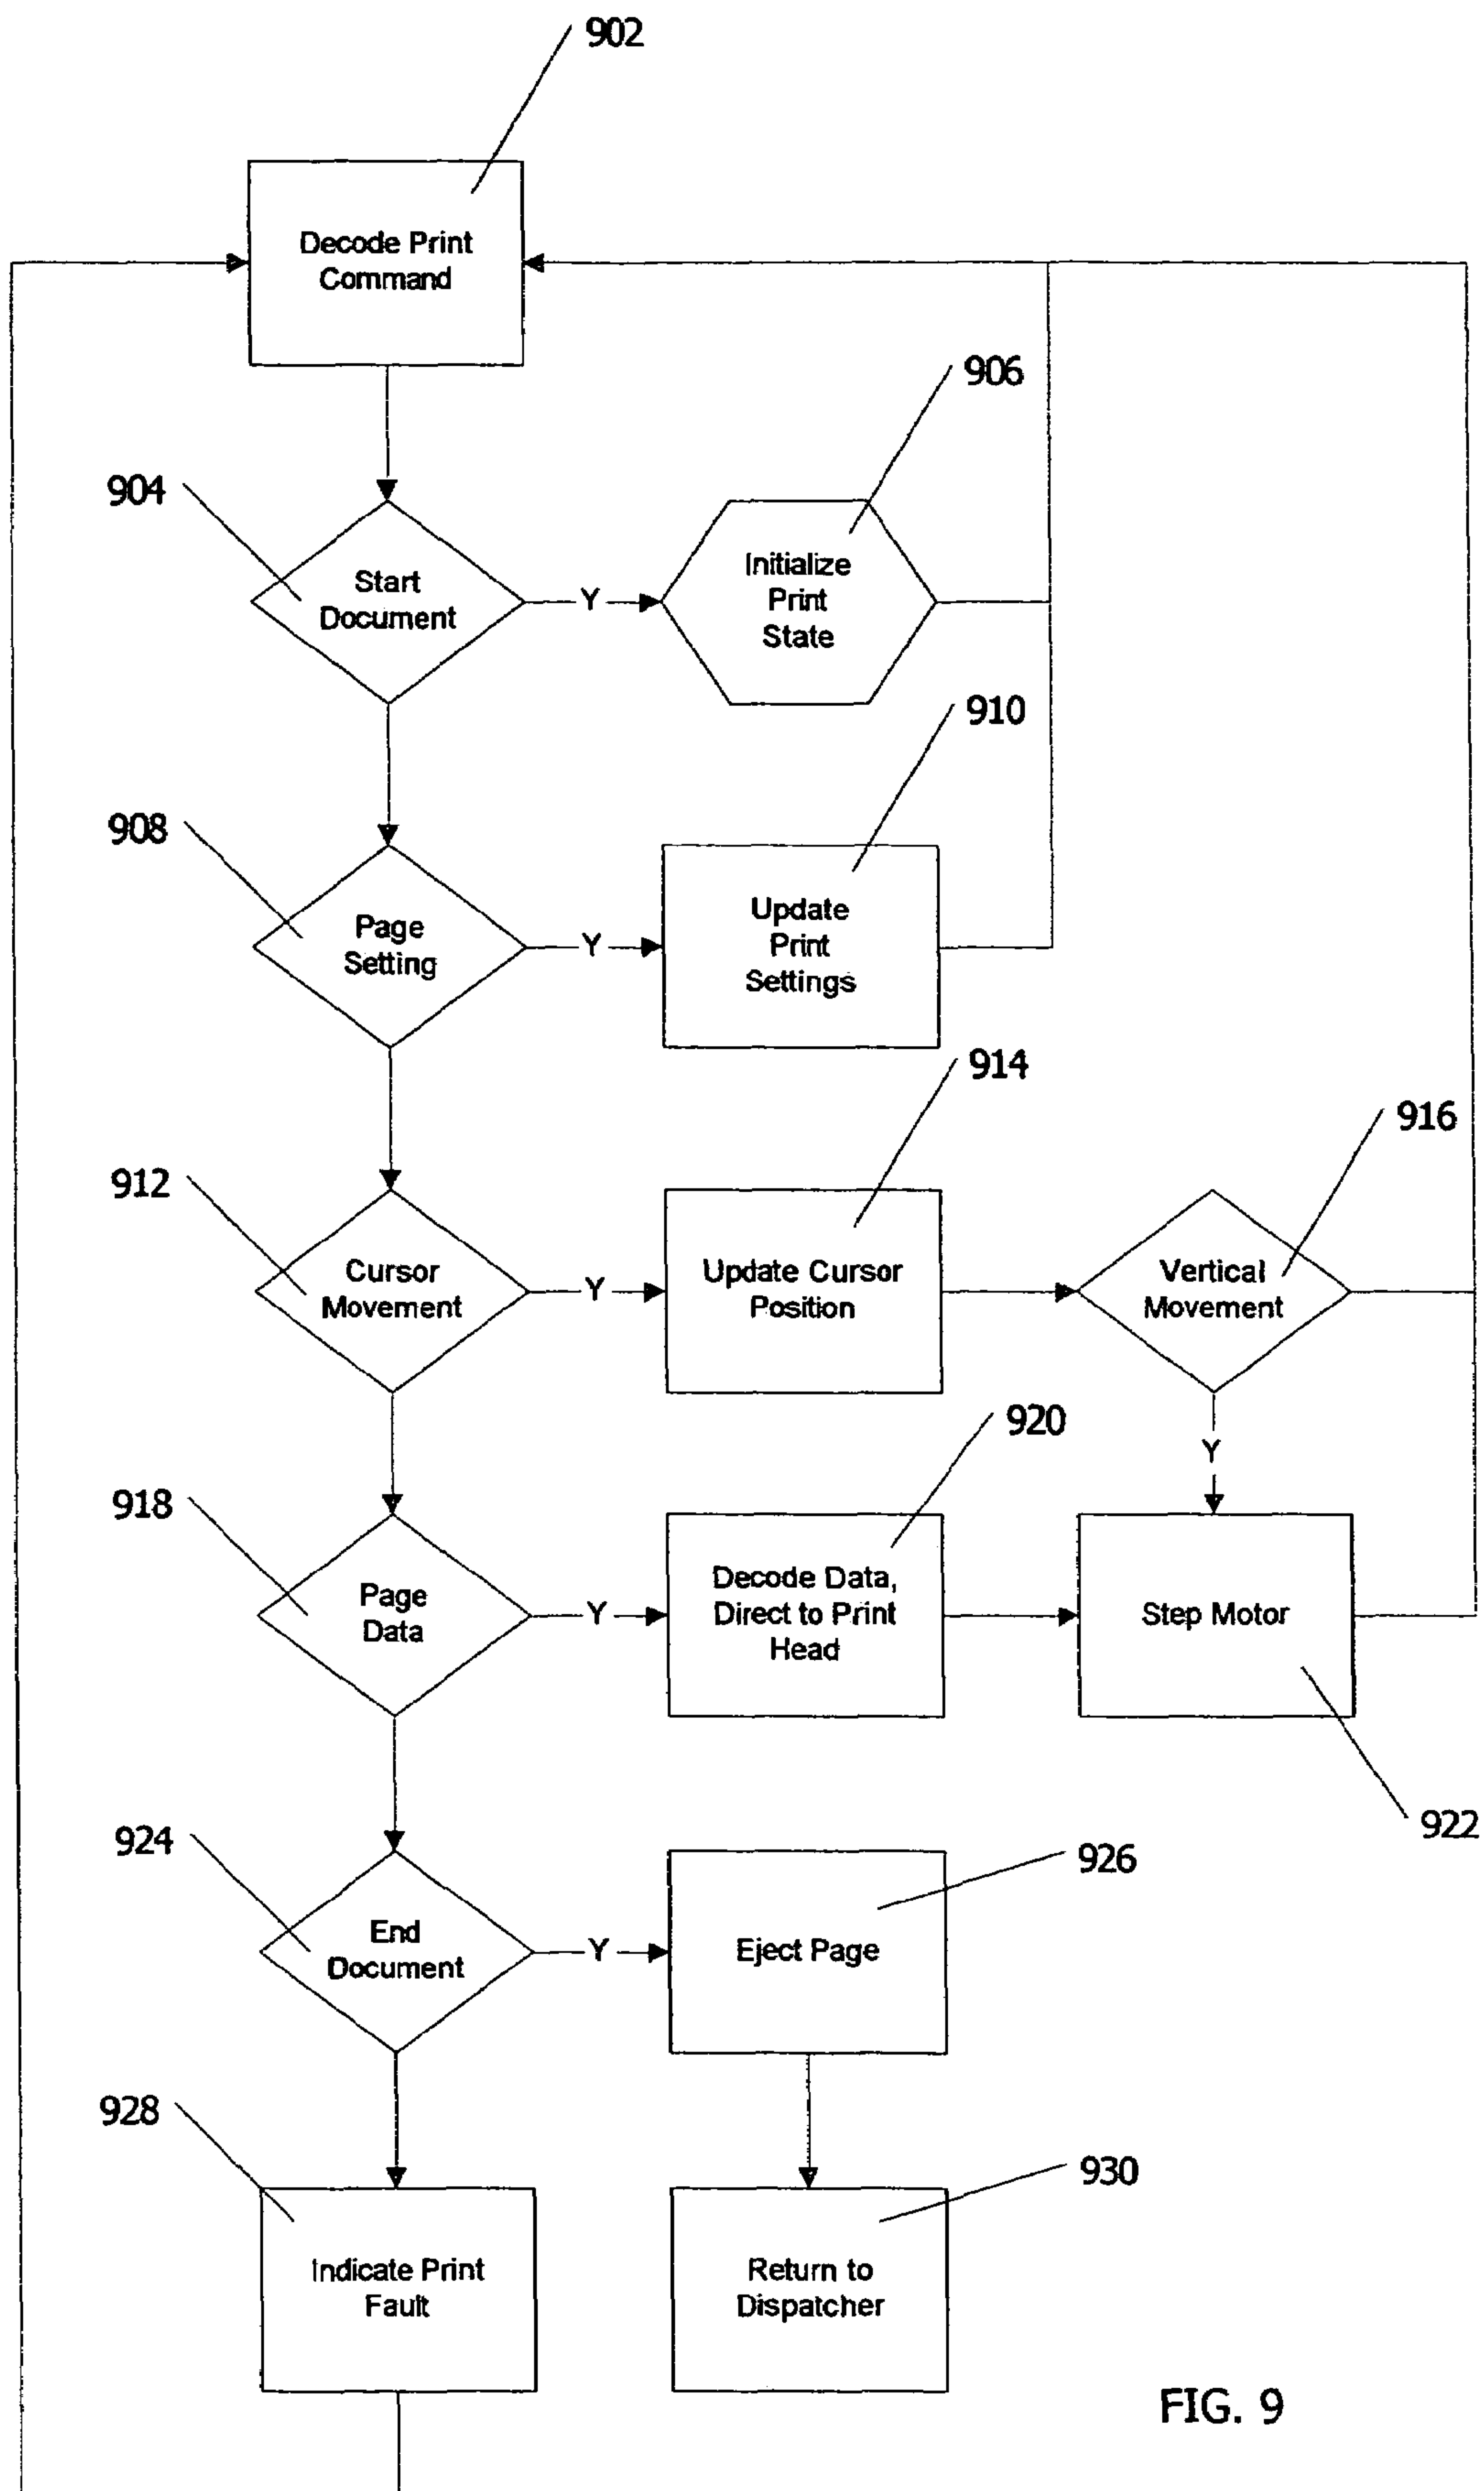 902
Decode Print
Command
906
904
Start
Document
Y
Initialize
Print
State
910
908
Page
Setting
Y
Update
Print
Settings
914
916
912
Cursor
Movement
Y
Update Cursor
Position
Vertical
Movement
920
Y
918
Page
Data
Y
Decode Data,
Direct to Print
Head
Step Motor
922
924
926
End
Document
Y
Eject Page
928
930
Indicate Print
Fault
Return to
Dispatcher
FIG. 9